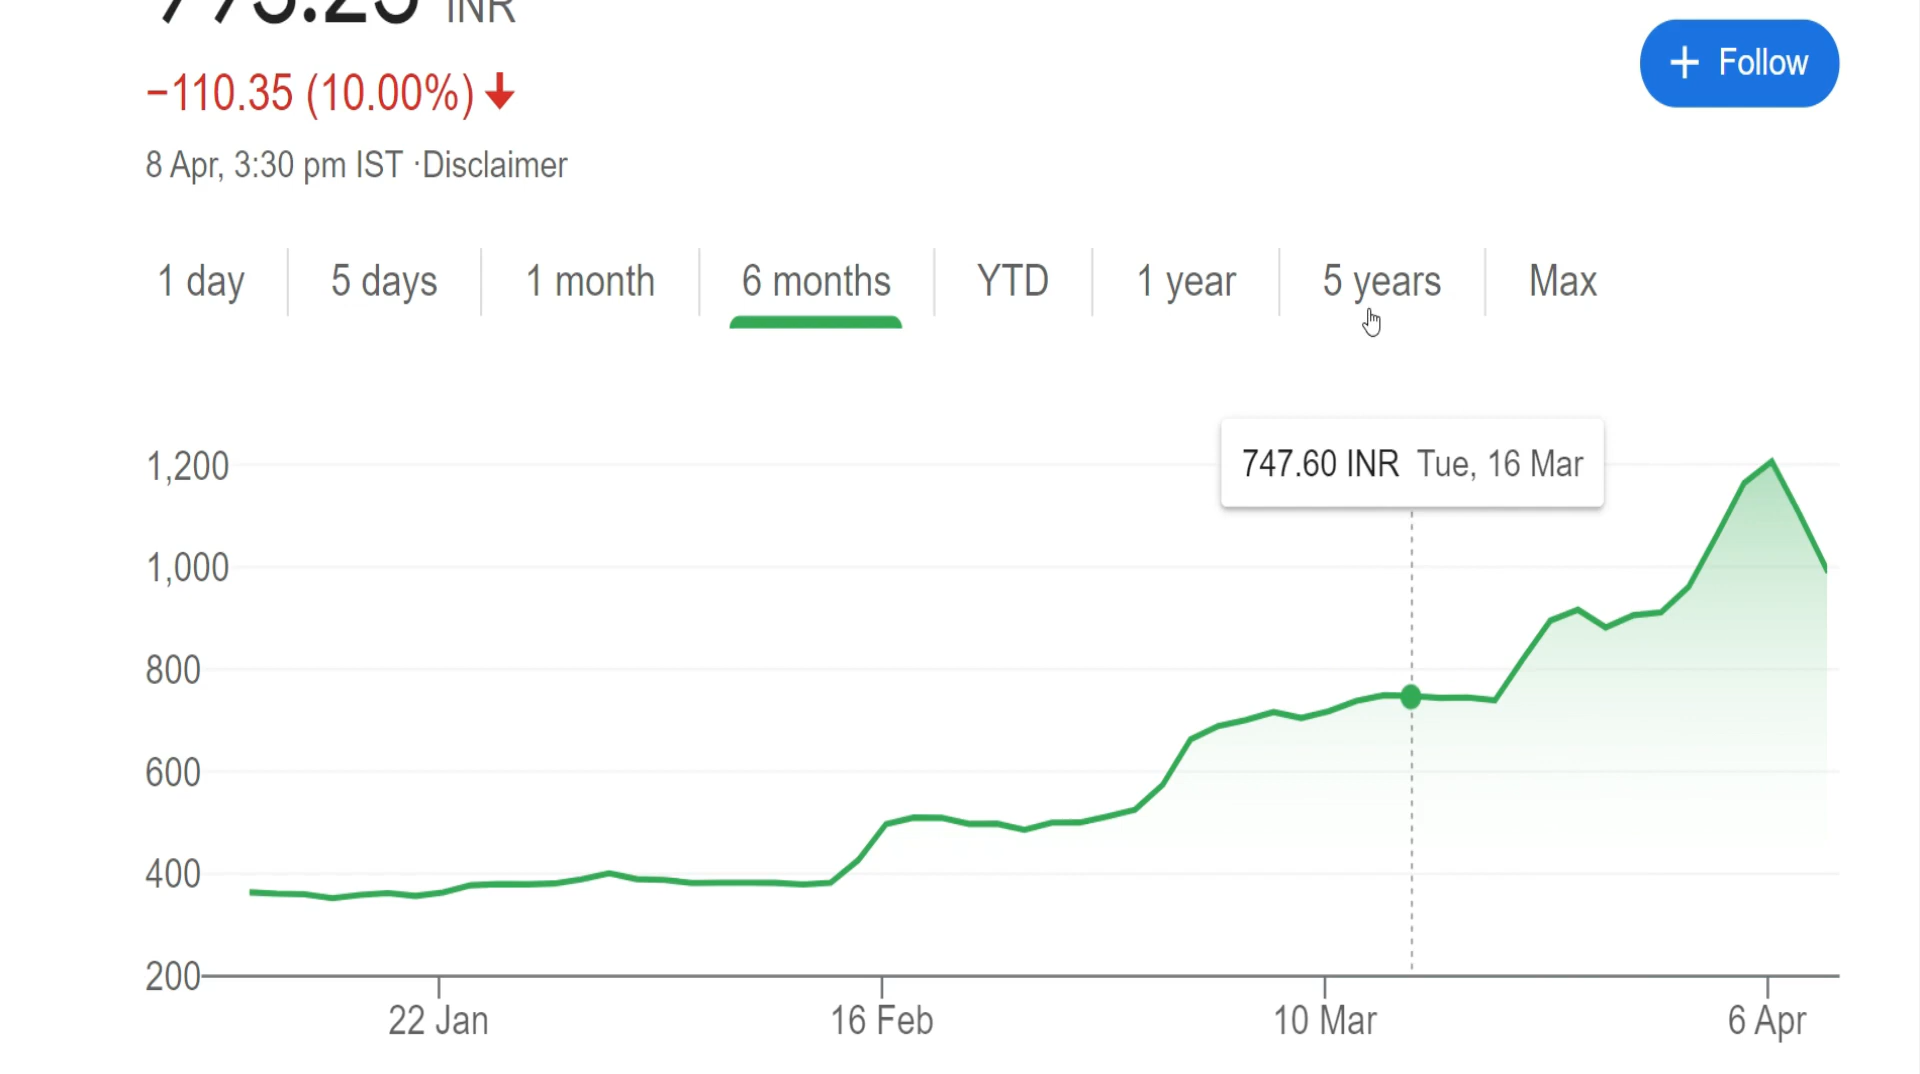 INR
+ Follow
−110.35 (10.00%)
8 Apr, 3:30 pm IST ·Disclaimer
1 day 5 days 1 month 6 months YTD 1 year 5 years Max
747.60 INR Tue, 16 Mar
1,200
1,000
800
600
400
200
22 Jan 16 Feb 10 Mar 6 Apr